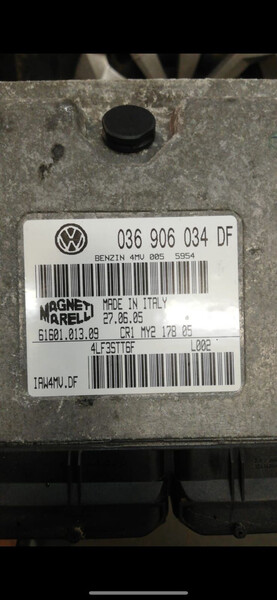 036 906 034 DF
BENZIN 4MV 005 5954
MAGNETI MARELLI
MADE IN ITALY
27.06.05
61601.013.09 CR1 MY2 178 05
4LF3STT6F L002
IAW4MV.DF